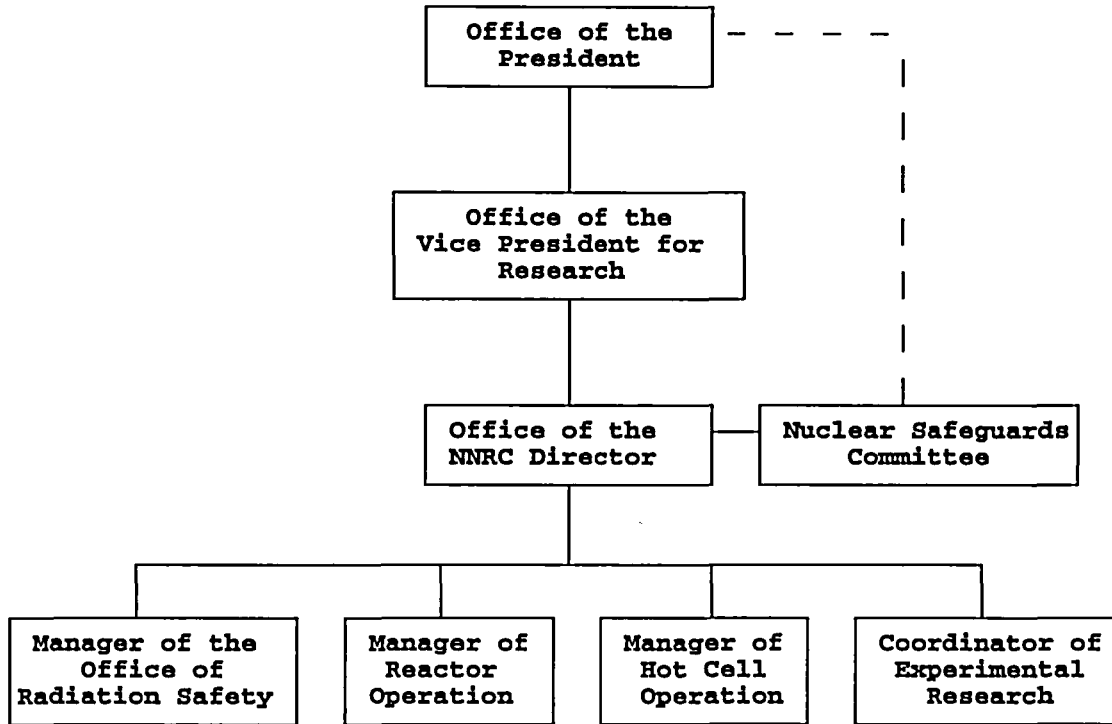 Office of the
President
Office of the
Vice President for
Research
Office of the
NNRC Director
Nuclear Safeguards
Committee
Manager of the
Office of
Radiation Safety
Manager of
Reactor
Operation
Manager of
Hot Cell
Operation
Coordinator of
Experimental
Research